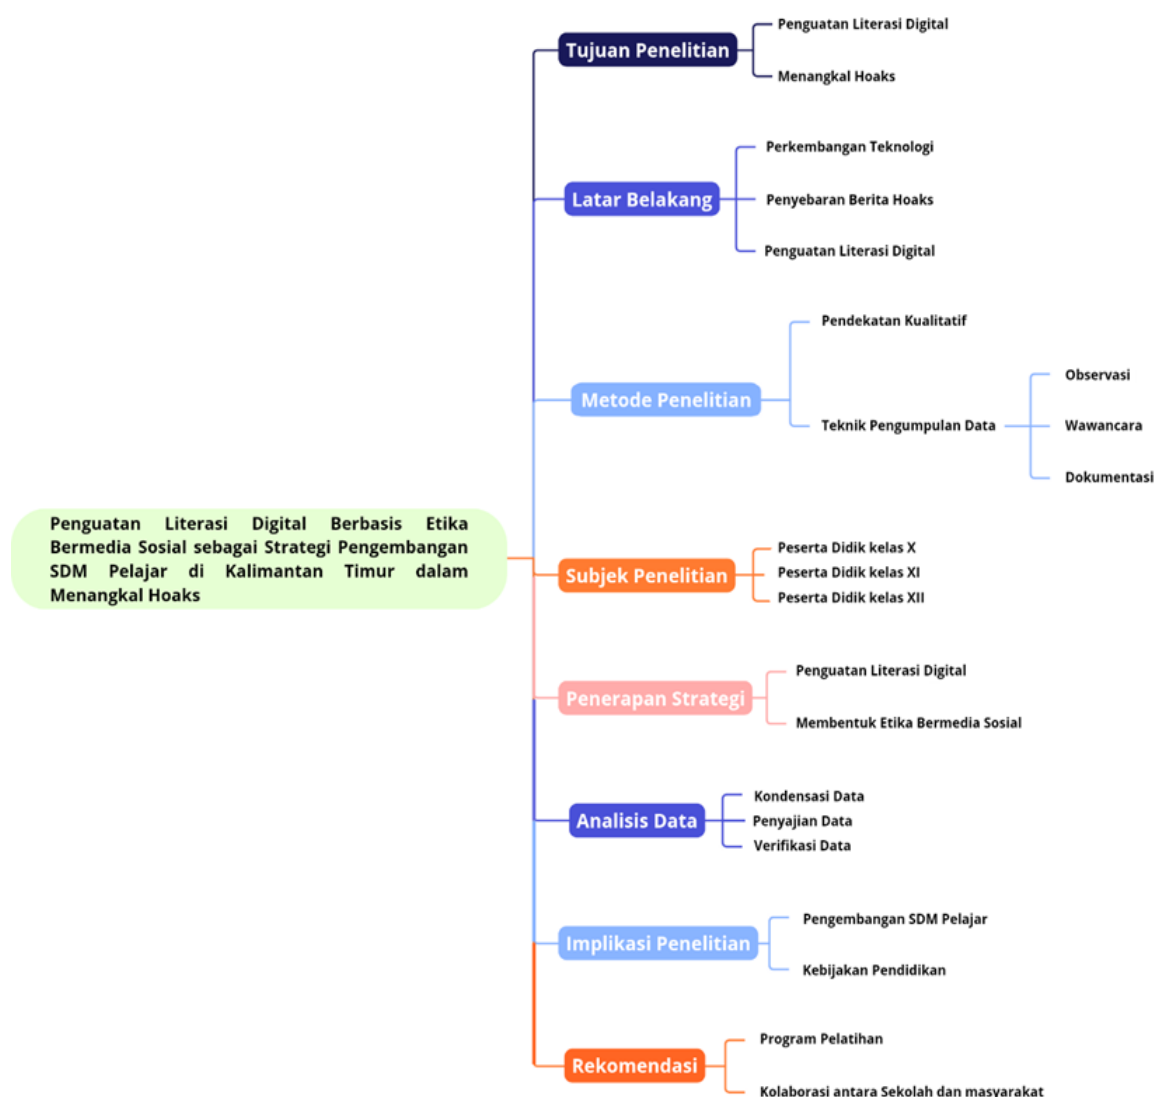 Penguatan Literasi Digital Berbasis Etika
Bermedia Sosial sebagai Strategi Pengembangan
SDM Pelajar di Kalimantan Timur dalam
Menangkal Hoaks
Tujuan Penelitian
Penguatan Literasi Digital
Menangkal Hoaks
Latar Belakang
Perkembangan Teknologi
Penyebaran Berita Hoaks
Penguatan Literasi Digital
Metode Penelitian
Pendekatan Kualitatif
Teknik Pengumpulan Data
Observasi
Wawancara
Dokumentasi
Subjek Penelitian
Peserta Didik kelas X
Peserta Didik kelas XI
Peserta Didik kelas XII
Penerapan Strategi
Penguatan Literasi Digital
Membentuk Etika Bermedia Sosial
Analisis Data
Kondensasi Data
Penyajian Data
Verifikasi Data
Implikasi Penelitian
Pengembangan SDM Pelajar
Kebijakan Pendidikan
Rekomendasi
Program Pelatihan
Kolaborasi antara Sekolah dan masyarakat